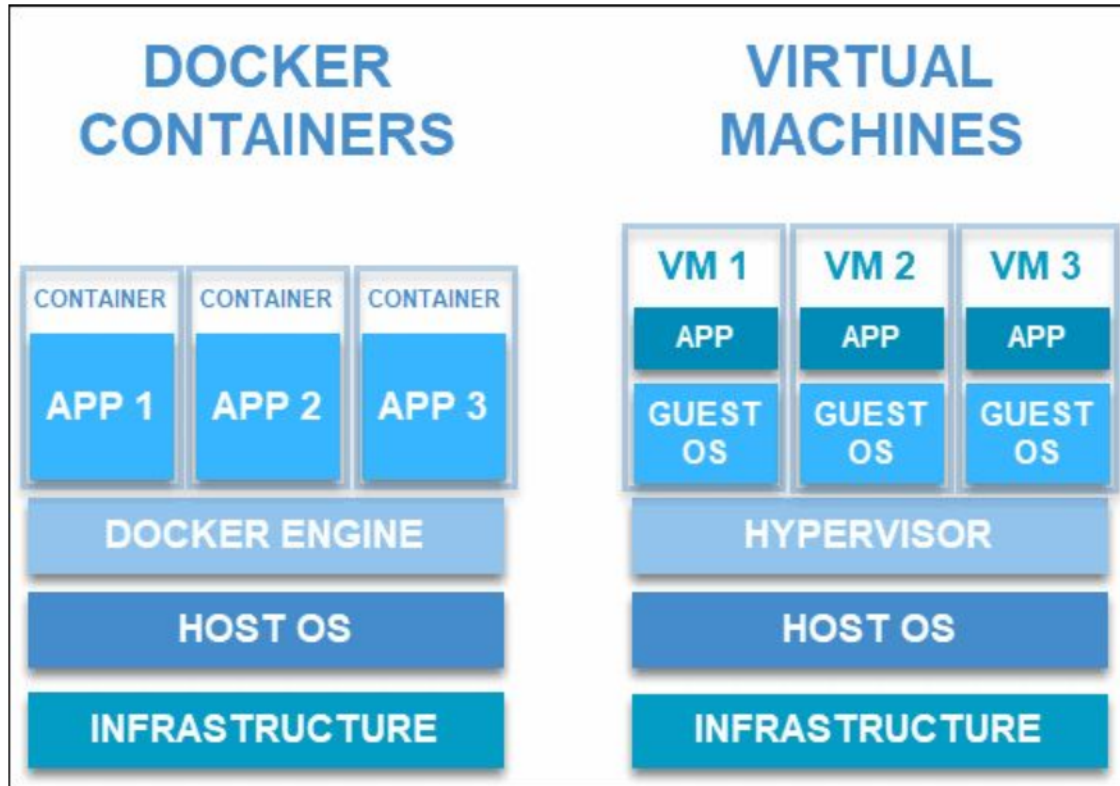 DOCKER
CONTAINERS
CONTAINER
CONTAINER
CONTAINER
APP 1
APP 2
APP 3
DOCKER ENGINE
HOST OS
INFRASTRUCTURE
VIRTUAL
MACHINES
VM 1
VM 2
VM 3
APP
APP
APP
GUEST
OS
GUEST
OS
GUEST
OS
HYPERVISOR
HOST OS
INFRASTRUCTURE